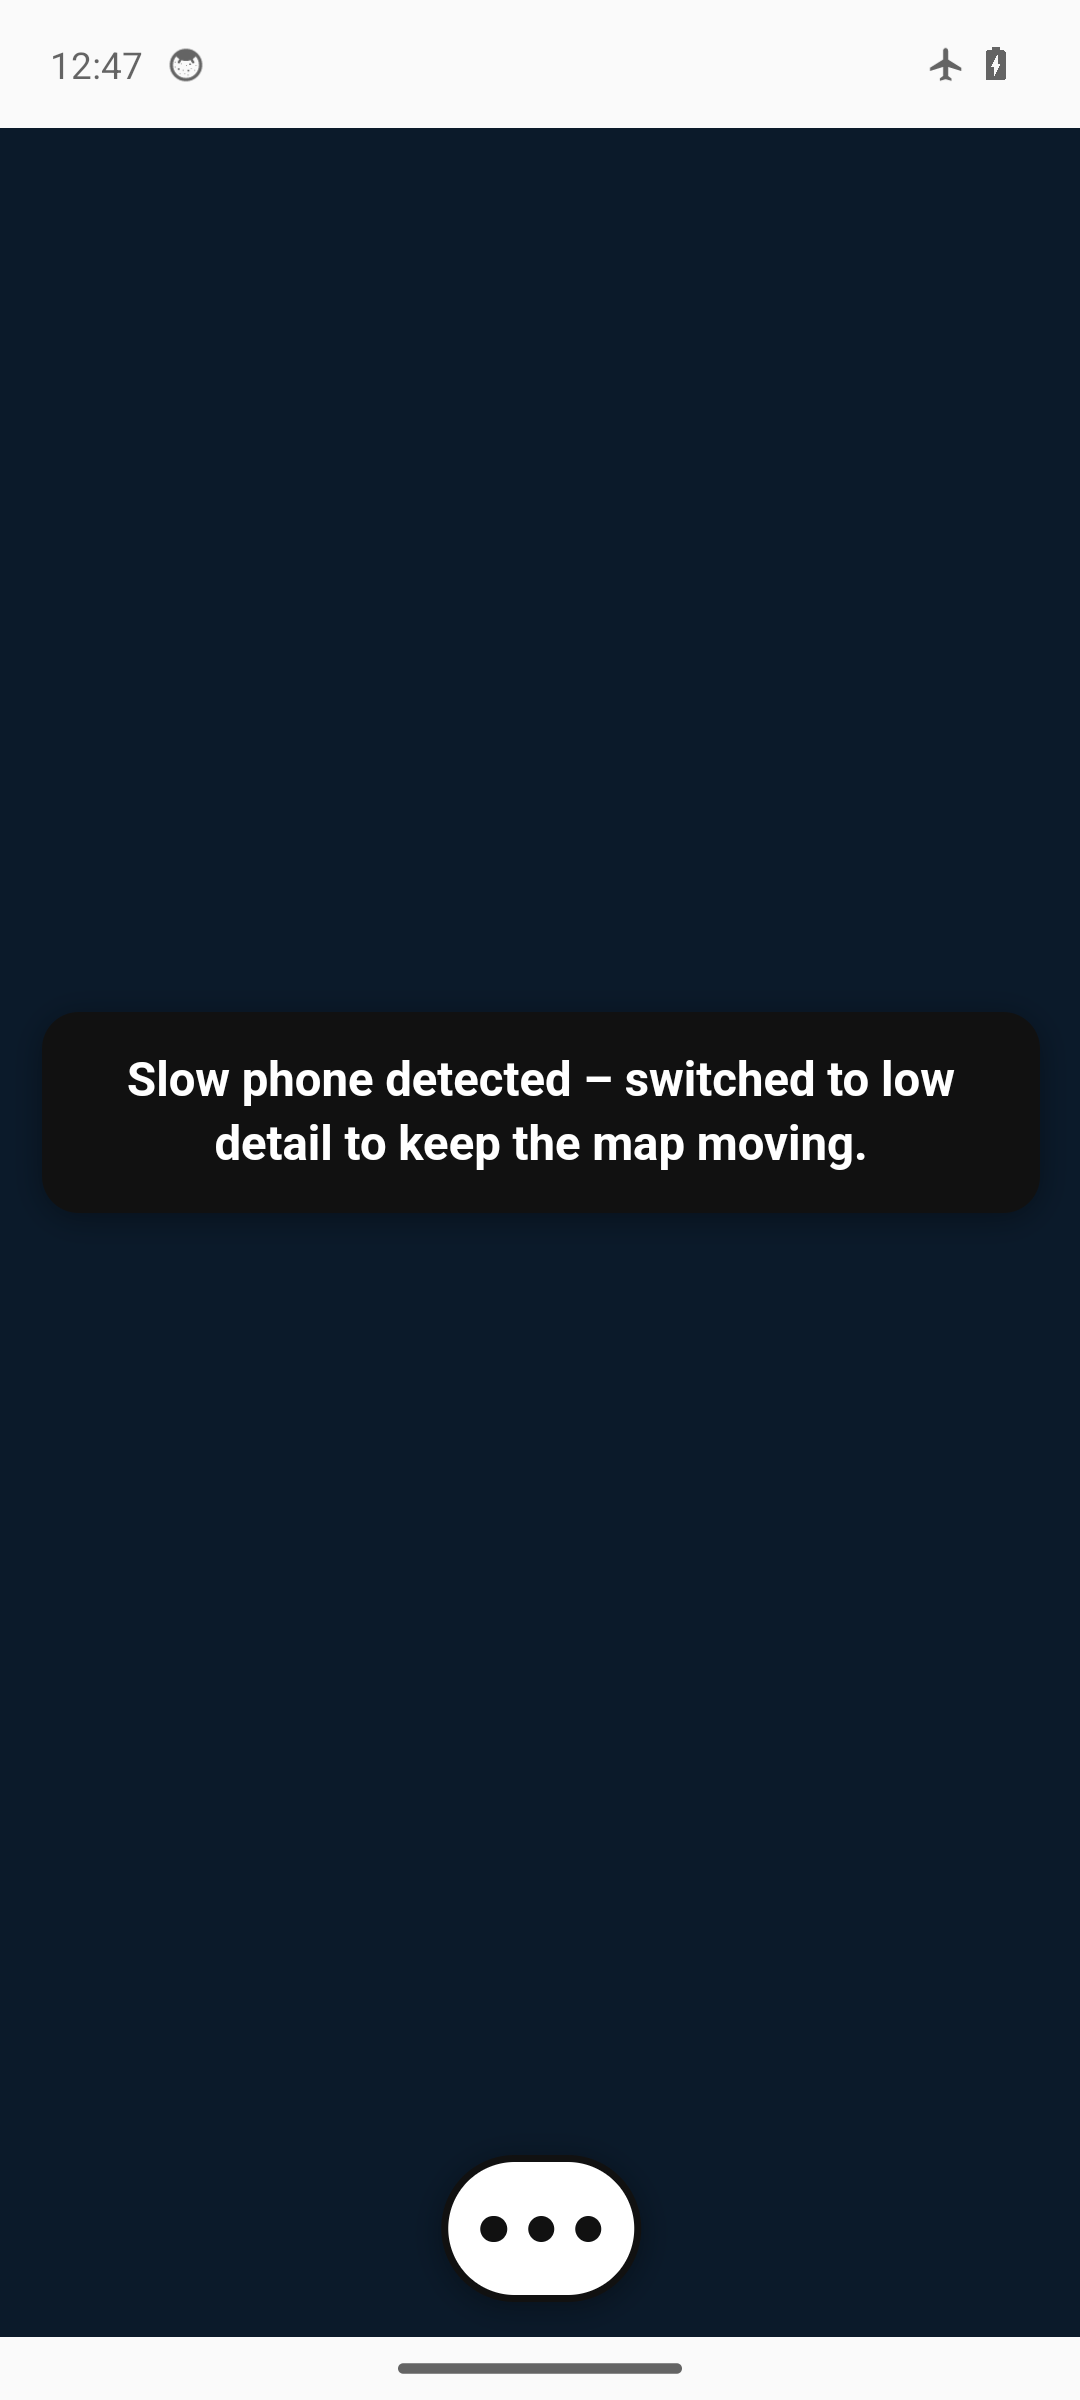 12:47
Slow phone detected – switched to low
detail to keep the map moving.